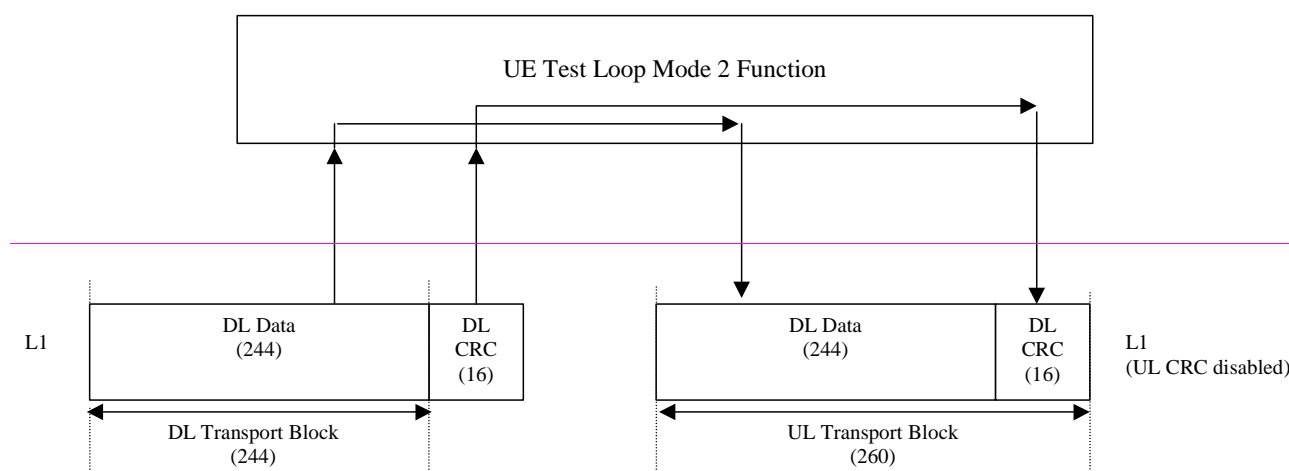 UE Test Loop Mode 2 Function
L1
DL Data
(244)
DL
CRC
(16)
DL Transport Block
(244)
DL Data
(244)
DL
CRC
(16)
UL Transport Block
(260)
L1
(UL CRC disabled)